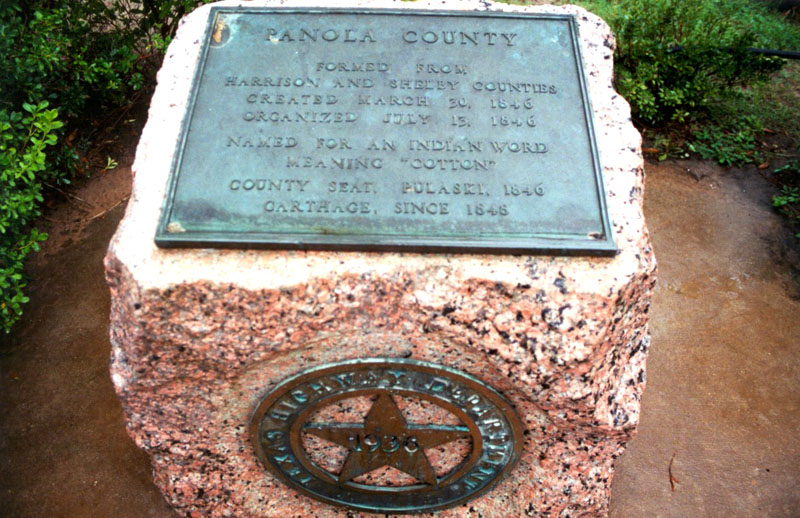 PANOLA COUNTY
FORMED FROM
HARRISON AND SHELBY COUNTIES
CREATED MARCH 30, 1846
ORGANIZED JULY 13, 1846
NAMED FOR AN INDIAN WORD
MEANING "COTTON"
COUNTY SEAT, PULASKI, 1846
CARTHAGE, SINCE 1848
TEXAS HIGHWAY DEPARTMENT
1936